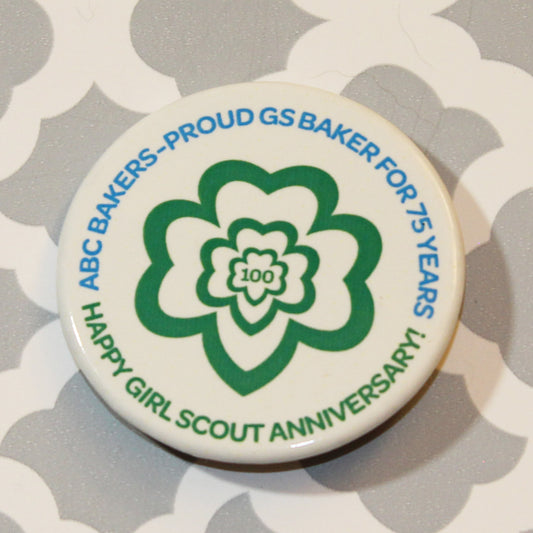 ABC BAKERS-PROUD GS BAKER FOR 75 YEARS
100
HAPPY GIRL SCOUT ANNIVERSARY!